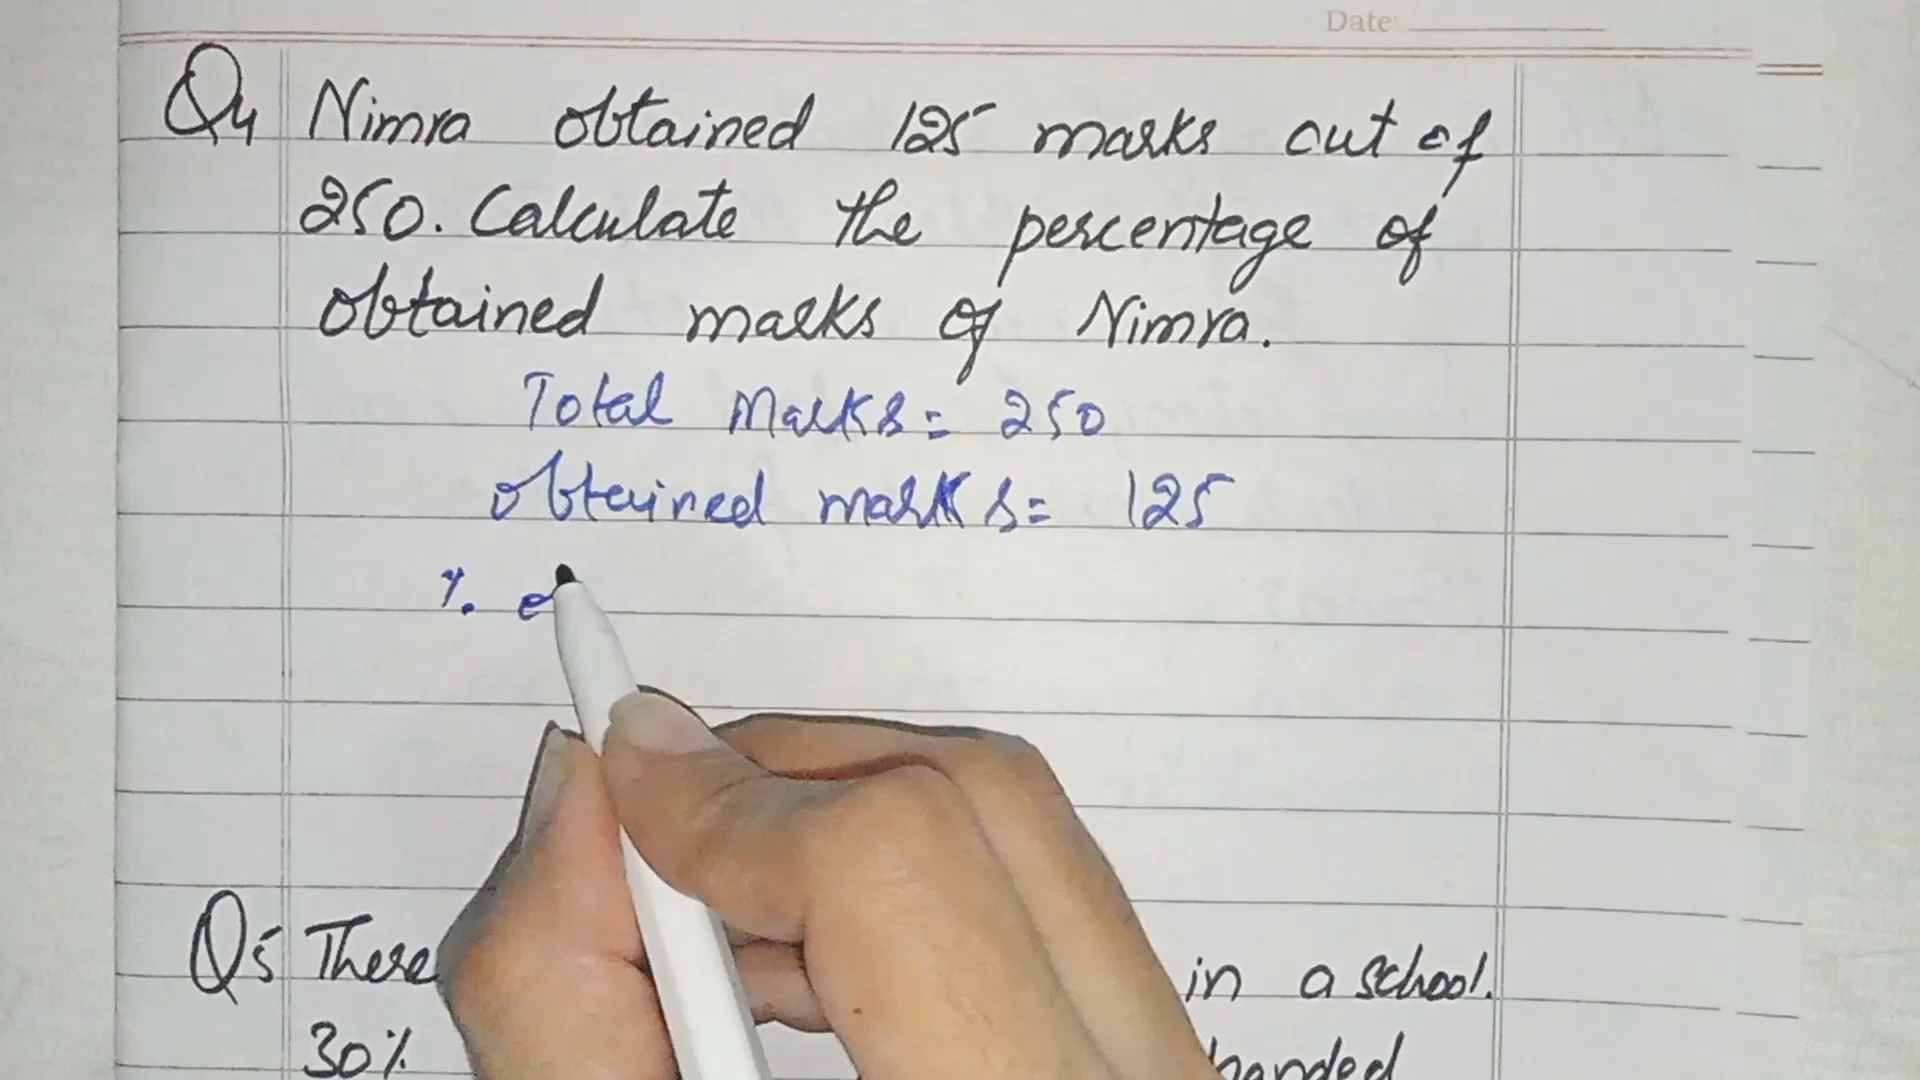 Date:
Q4 Nimra obtained 125 marks out of
250. Calculate the percentage of
obtained marks of Nimra.
Total Marks = 250
obtained marks = 125
%. o
Q5 There in a school.
30% handed